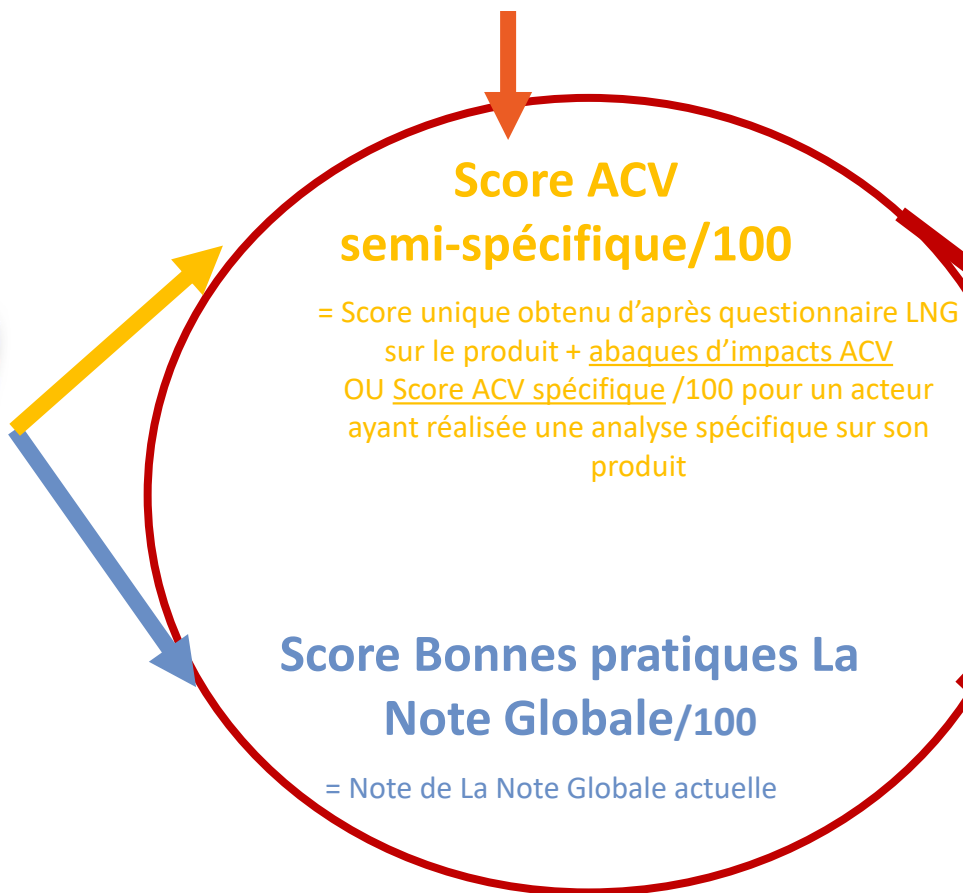 Score ACV
semi-spécifique/100
= Score unique obtenu d’après questionnaire LNG
sur le produit + abaques d’impacts ACV
OU Score ACV spécifique /100 pour un acteur
ayant réalisée une analyse spécifique sur son
produit
Score Bonnes pratiques La
Note Globale/100
= Note de La Note Globale actuelle